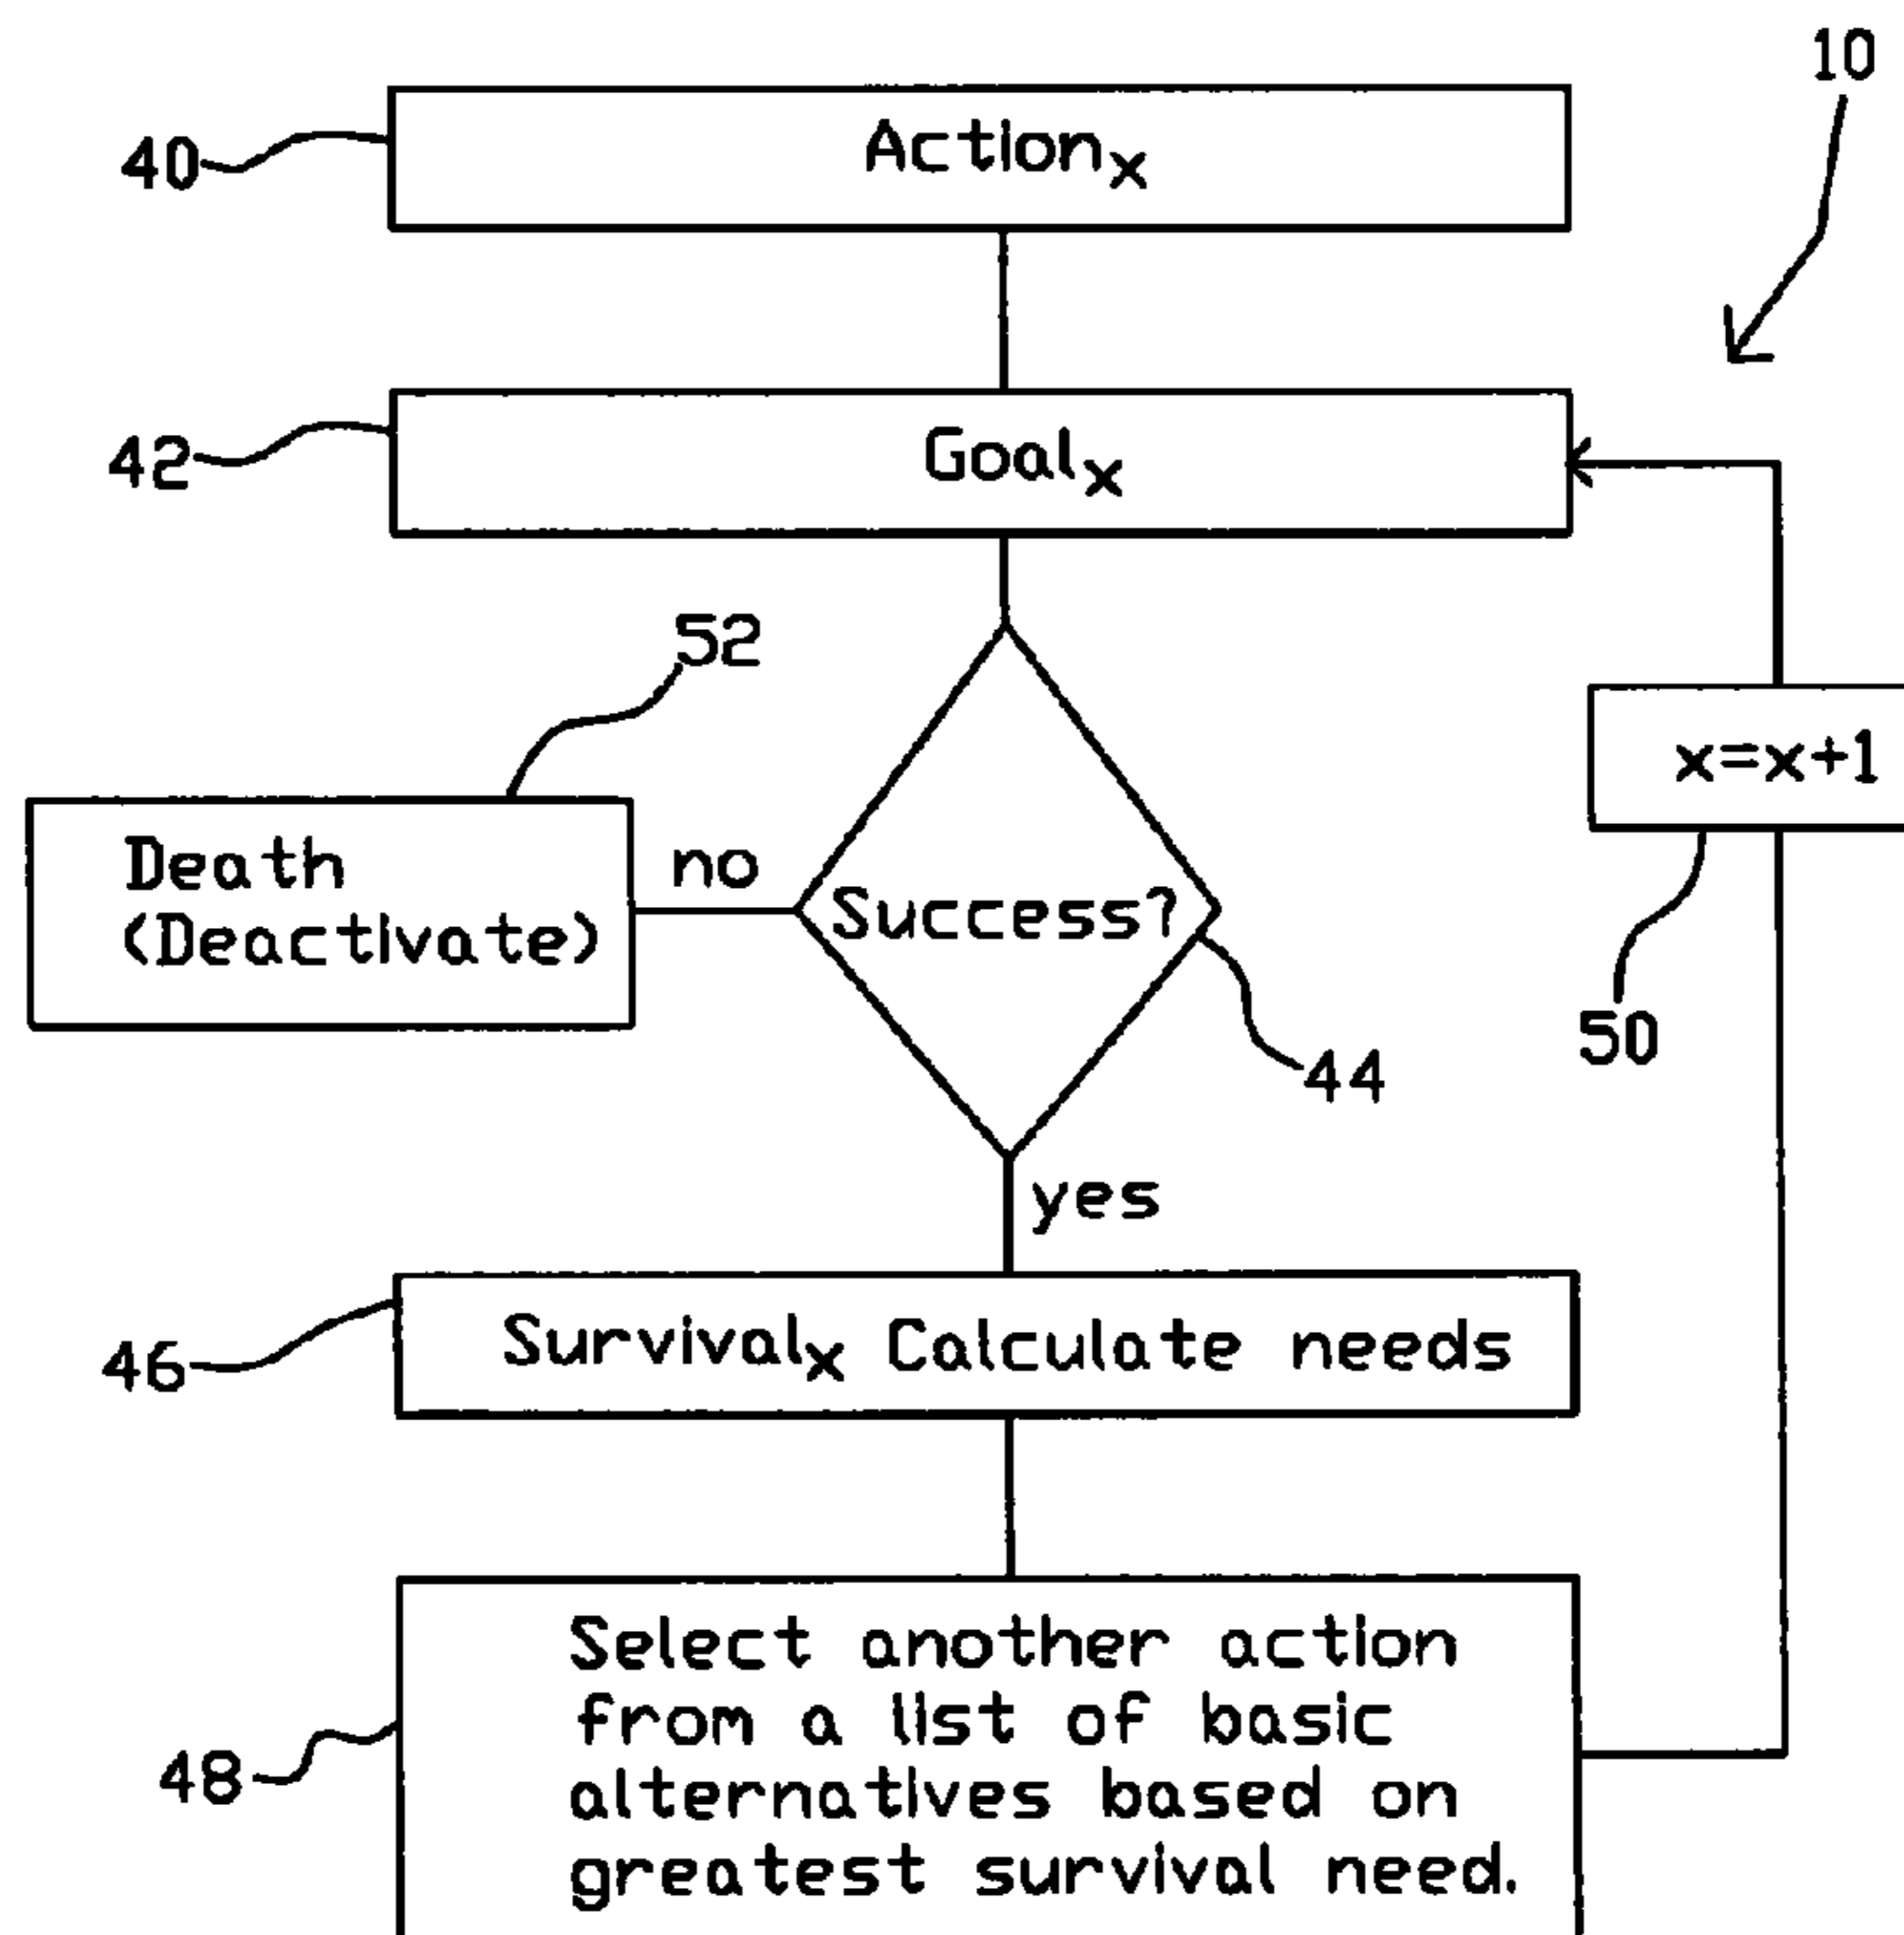 10
40
Actionx
42
Goalx
52
Death
(Deactivate)
no
Success?
x=x+1
50
44
yes
46
Survivalx Calculate needs
48
Select another action
from a list of basic
alternatives based on
greatest survival need.